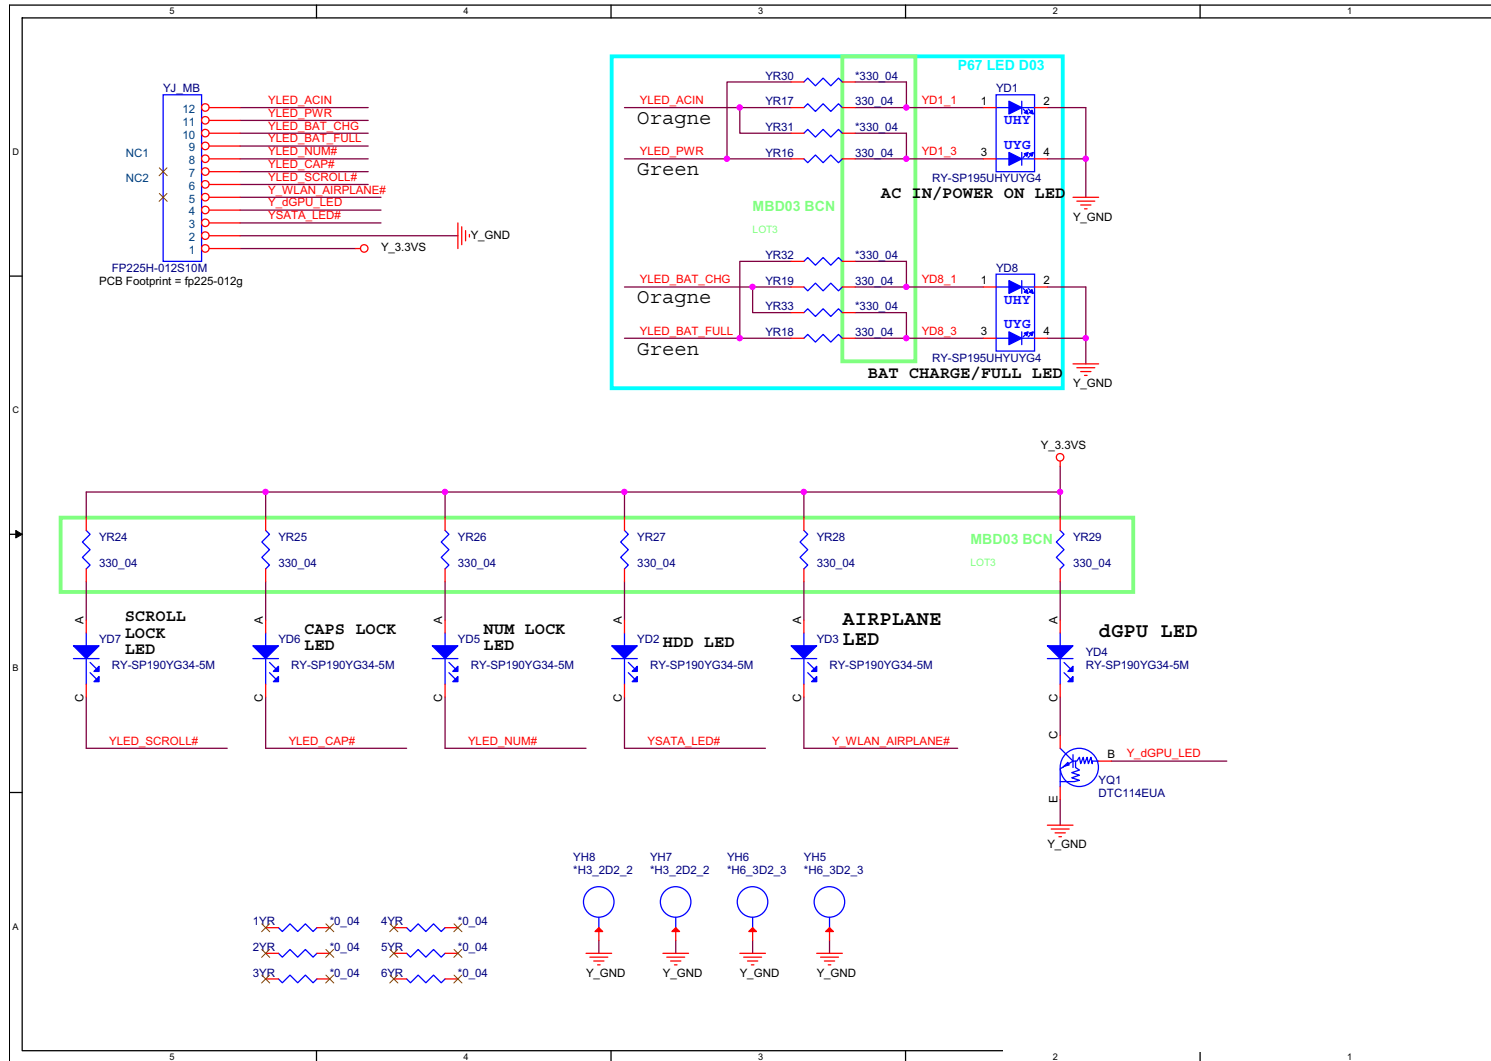 5 4 3 2 1
D
C
B
A
YJ_MB
12 YLED_ACIN
11 YLED_PWR
10 YLED_BAT_CHG
9 YLED_BAT_FULL
8 YLED_NUM#
7 YLED_CAP#
6 YLED_SCROLL#
5 Y_WLAN_AIRPLANE#
4 Y_dGPU_LED
3 YSATA_LED#
2 Y_GND
1 Y_3.3VS
NC1
NC2
FP225H-012S10M
PCB Footprint = fp225-012g
P67 LED D03
YR30 *330_04
YLED_ACIN YR17 330_04 YD1_1 1 YD1 2
Oragne
UHY
YR31 *330_04
UYG
YLED_PWR YR16 330_04 YD1_3 3 4
Green
RY-SP195UHYUYG4
AC IN/POWER ON LED
Y_GND
MBD03 BCN
LOT3
YR32 *330_04
YLED_BAT_CHG YR19 330_04 YD8_1 1 YD8 2
Oragne
UHY
YR33 *330_04
UYG
YLED_BAT_FULL YR18 330_04 YD8_3 3 4
Green
RY-SP195UHYUYG4
BAT CHARGE/FULL LED
Y_GND
Y_3.3VS
YR24 YR25 YR26 YR27 YR28 MBD03 BCN YR29
330_04 330_04 330_04 330_04 330_04 LOT3 330_04
A A A A A A
SCROLL
LOCK
LED
YD7
RY-SP190YG34-5M
CAPS LOCK
LED
YD6
RY-SP190YG34-5M
NUM LOCK
LED
YD5
RY-SP190YG34-5M
HDD LED
YD2
RY-SP190YG34-5M
AIRPLANE
LED
YD3
RY-SP190YG34-5M
dGPU LED
YD4
RY-SP190YG34-5M
C C C C C C
YLED_SCROLL# YLED_CAP# YLED_NUM# YSATA_LED# Y_WLAN_AIRPLANE#
C
B Y_dGPU_LED
YQ1
DTC114EUA
E
Y_GND
YH8 YH7 YH6 YH5
*H3_2D2_2 *H3_2D2_2 *H6_3D2_3 *H6_3D2_3
Y_GND Y_GND Y_GND Y_GND
1YR *0_04 4YR *0_04
2YR *0_04 5YR *0_04
3YR *0_04 6YR *0_04
5 4 3 2 1